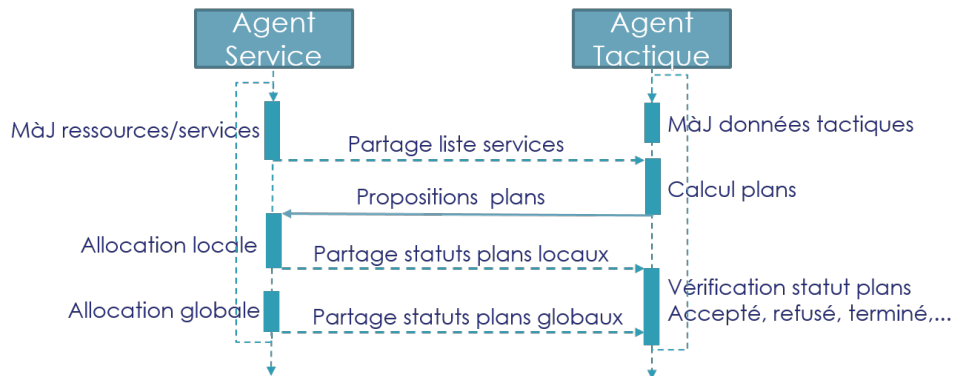 Agent
Service
Agent
Tactique
MàJ ressources/services
MàJ données tactiques
Partage liste services
Calcul plans
Propositions plans
Allocation locale
Partage statuts plans locaux
Vérification statut plans
Allocation globale
Accepté, refusé, terminé,...
Partage statuts plans globaux